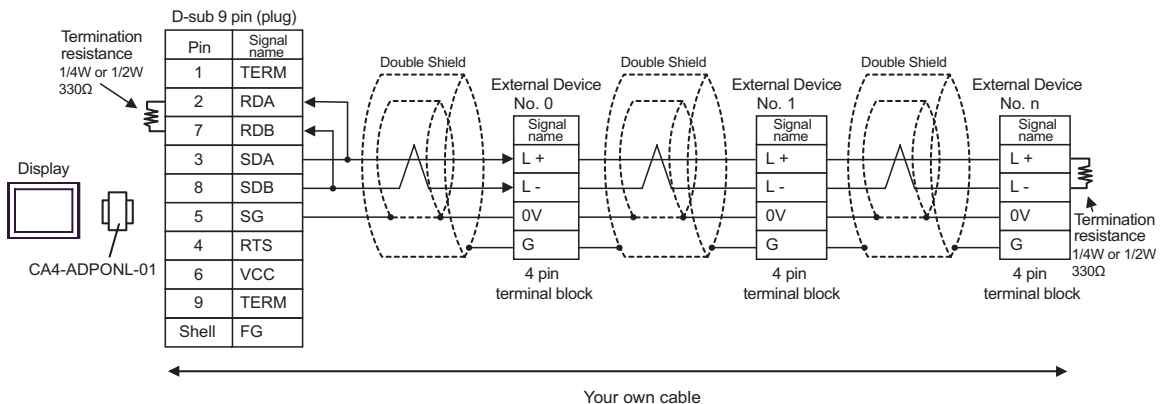 D-sub 9 pin (plug)
Termination
resistance
1/4W or 1/2W
330Ω
Pin Signal name
1 TERM
2 RDA
7 RDB
3 SDA
8 SDB
5 SG
4 RTS
6 VCC
9 TERM
Shell FG
Display
CA4-ADPONL-01
Double Shield
External Device
No. 0
Signal
name
L +
L -
0V
G
4 pin
terminal block
Double Shield
External Device
No. 1
Signal
name
L +
L -
0V
G
4 pin
terminal block
Double Shield
External Device
No. n
Signal
name
L +
L -
0V
G
4 pin
terminal block
Termination
resistance
1/4W or 1/2W
330Ω
Your own cable